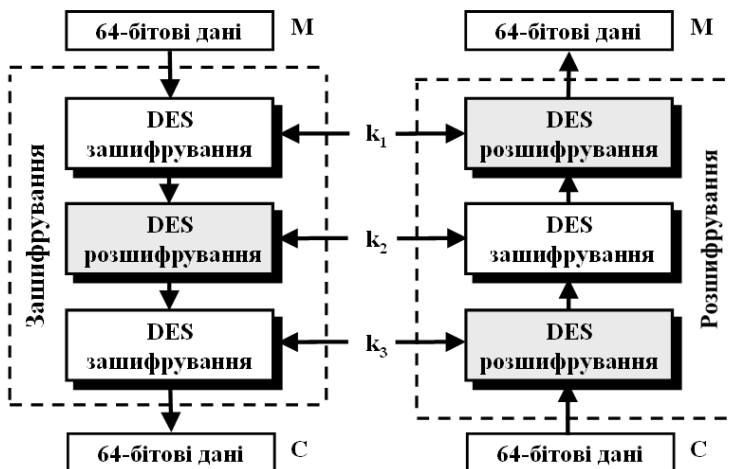 64-бітові дані M
64-бітові дані M
Зашифрування
DES
зашифрування
DES
розшифрування
DES
зашифрування
k1
k2
k3
DES
розшифрування
DES
зашифрування
DES
розшифрування
Розшифрування
64-бітові дані C
64-бітові дані C